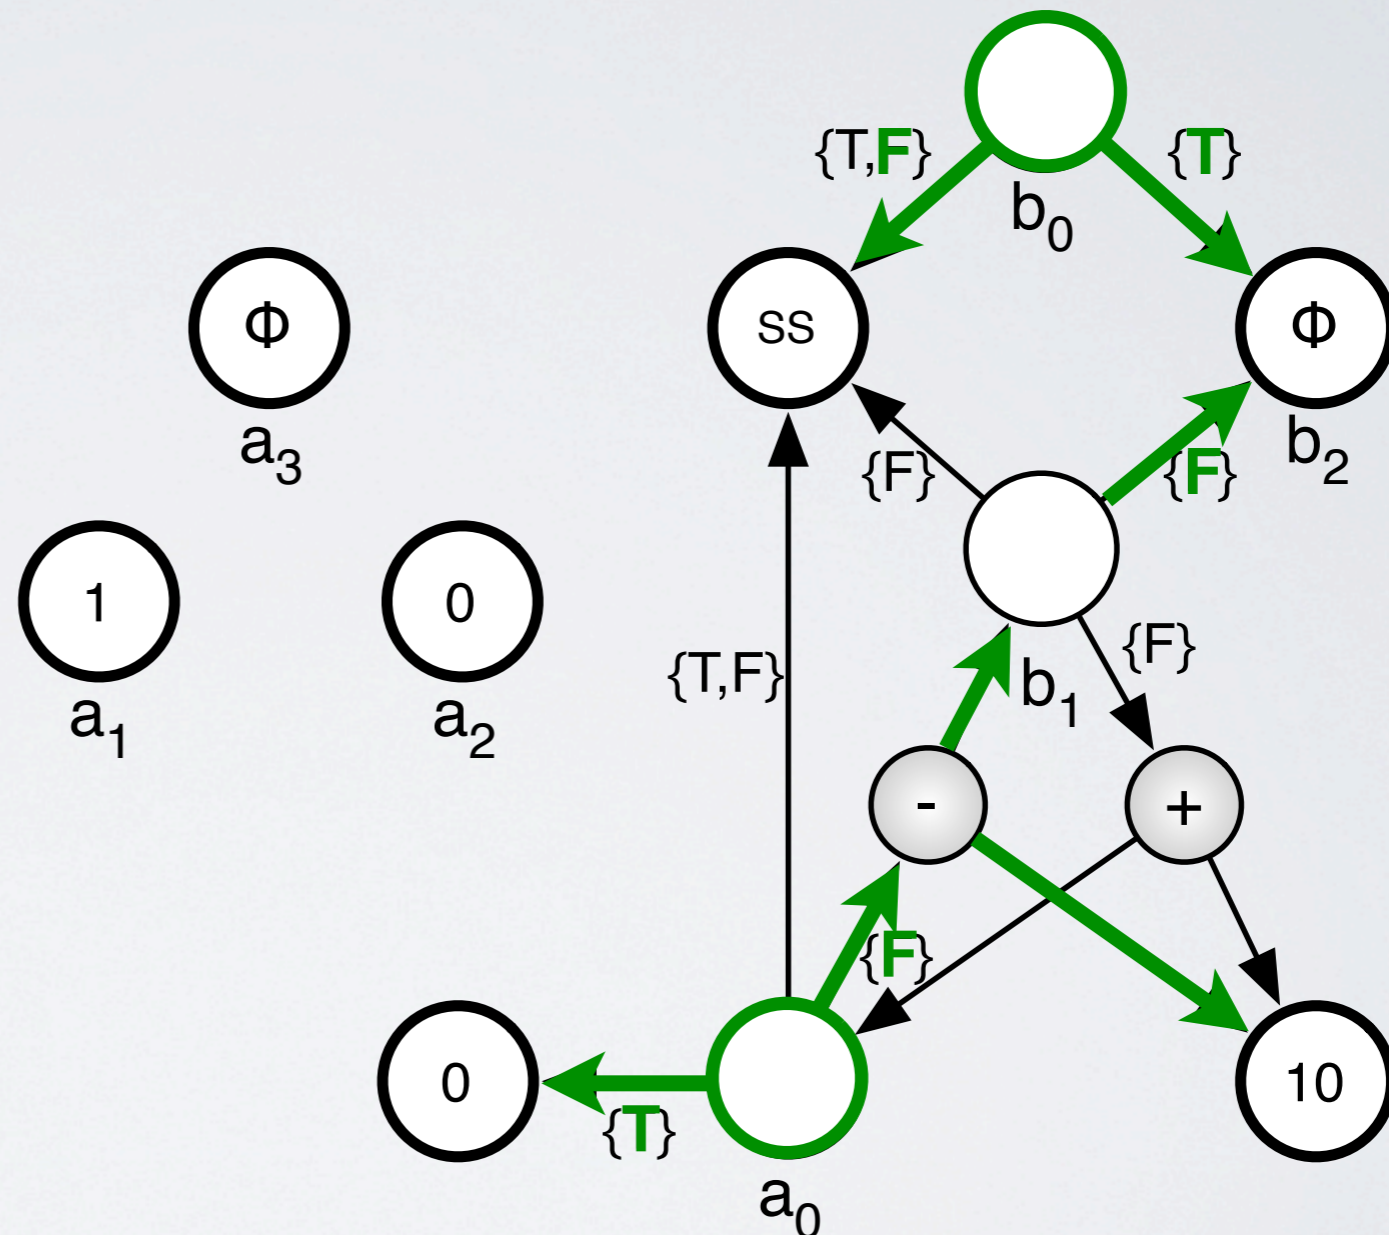 {T,F}
{T}
b0
Φ
a3
SS
Φ
b2
{F}
{F}
1
a1
0
a2
{T,F}
{F}
b1
-
+
{F}
0
{T}
a0
10